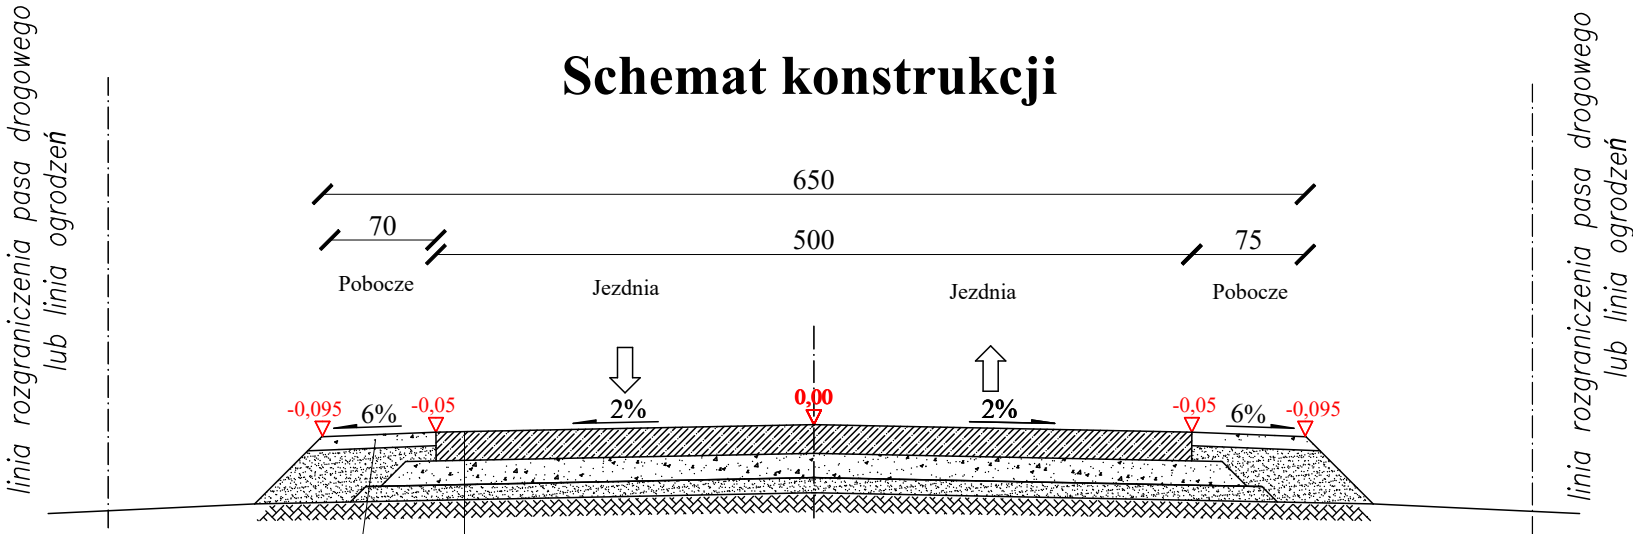 linia rozgraniczenia pasa drogowego
lub linia ogrodzeń
Schemat konstrukcji
linia rozgraniczenia pasa drogowego
lub linia ogrodzeń
650
70
500
75
Pobocze
Jezdnia
Jezdnia
Pobocze
-0,095
6%
-0,05
2%
0,00
2%
-0,05
6%
-0,095